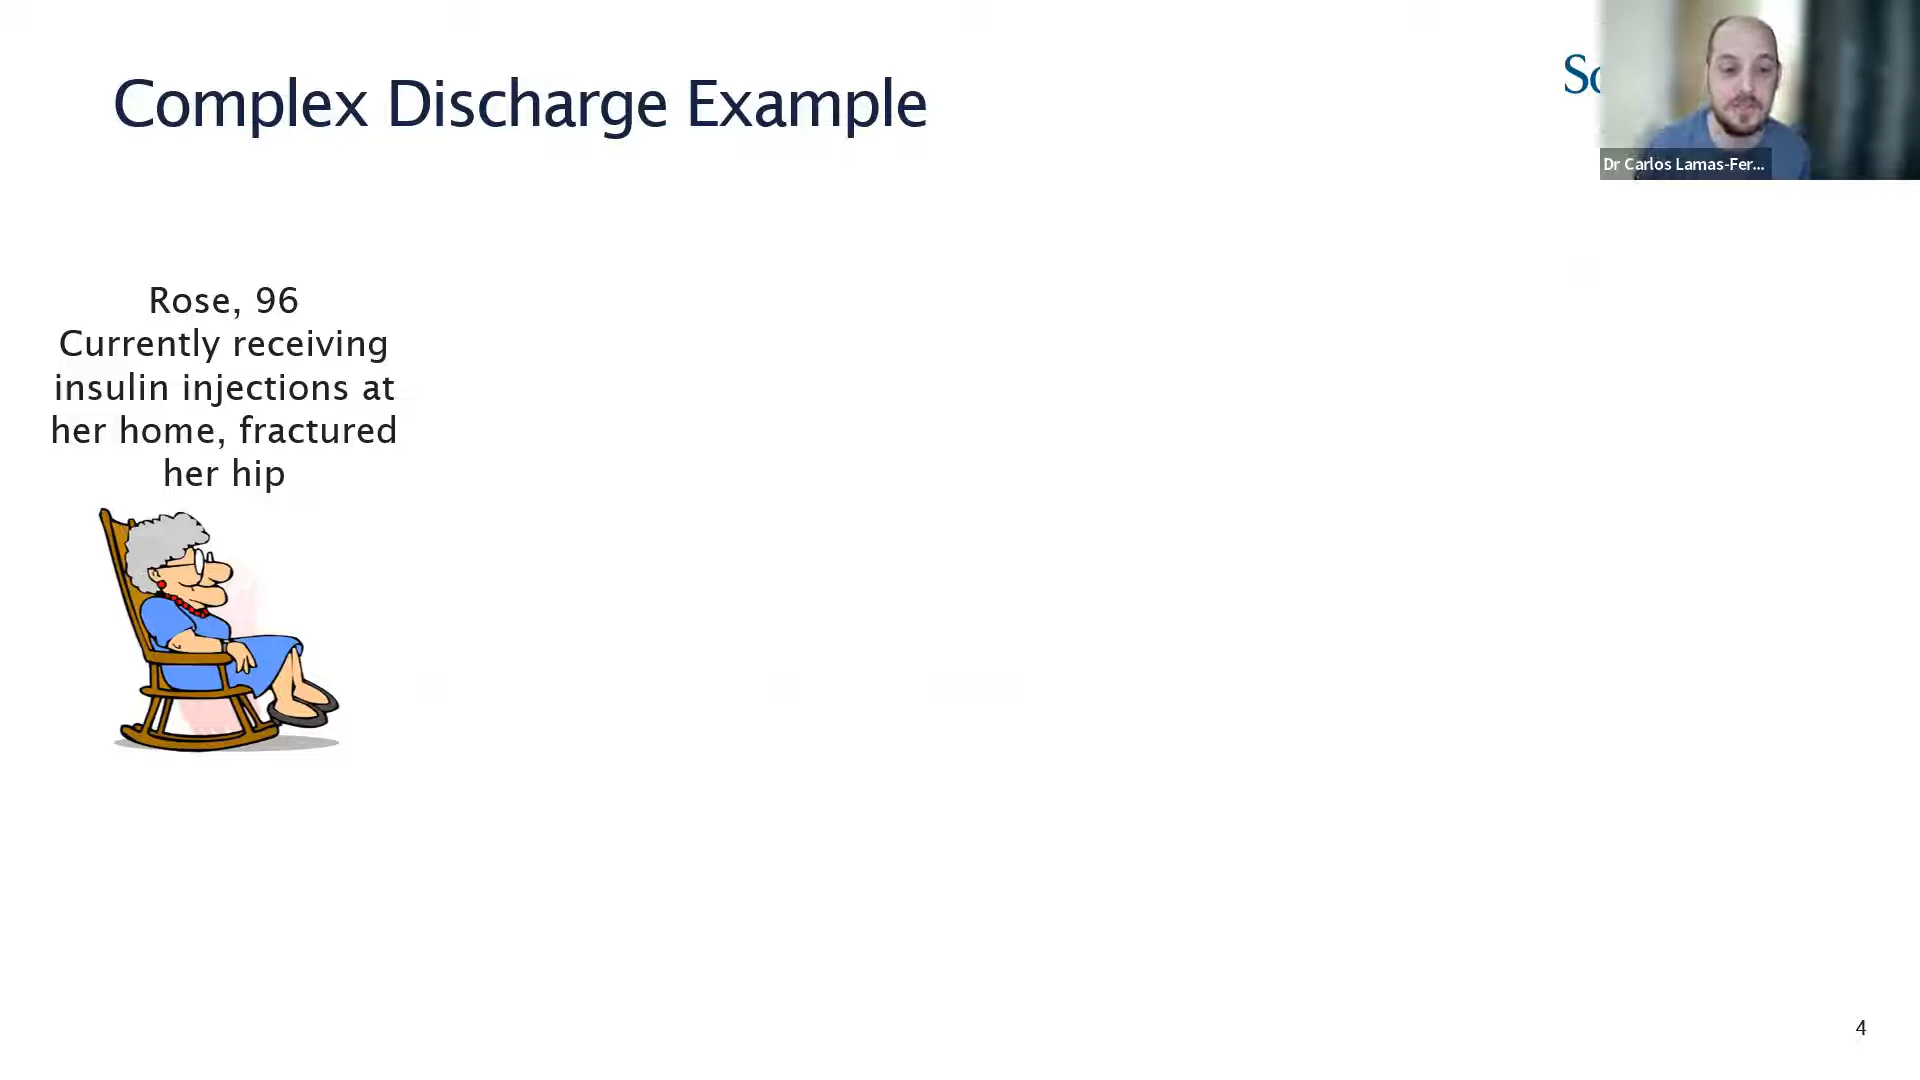 Complex Discharge Example
Dr Carlos Lamas-Fer...
Rose, 96
Currently receiving
insulin injections at
her home, fractured
her hip
4